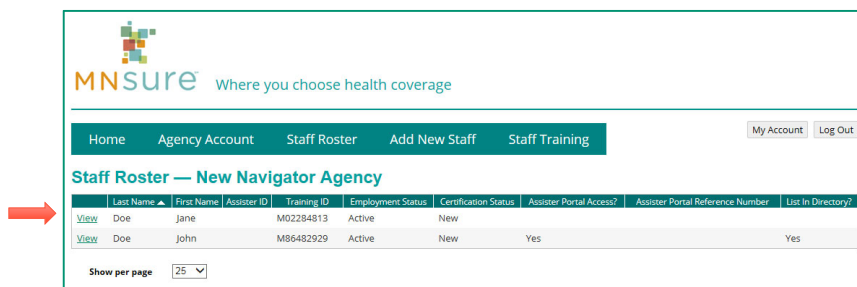 MNsure Where you choose health coverage
My Account Log Out
Home Agency Account Staff Roster Add New Staff Staff Training
Staff Roster — New Navigator Agency
Last Name ▲ First Name Assister ID Training ID Employment Status Certification Status Assister Portal Access? Assister Portal Reference Number List In Directory?
View Doe Jane M02284813 Active New
View Doe John M86482929 Active New Yes Yes
Show per page 25